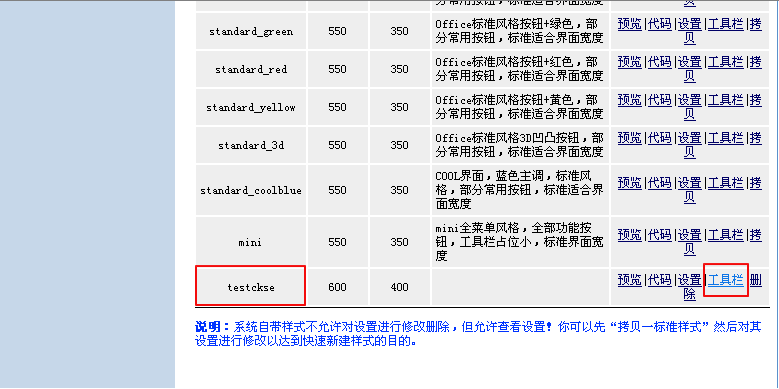 Office标准风格按钮+绿色，部
standard_green 550 350 分常用按钮，标准适合界面宽度 预览|代码|设置|工具栏|拷
贝
Office标准风格按钮+红色，部 预览|代码|设置|工具栏|拷
standard_red 550 350 分常用按钮，标准适合界面宽度 贝
Office标准风格按钮+黄色，部 预览|代码|设置|工具栏|拷
standard_yellow 550 350 分常用按钮，标准适合界面宽度 贝
Office标准风格3D凹凸按钮，部 预览|代码|设置|工具栏|拷
standard_3d 550 350 分常用按钮，标准适合界面宽度 贝
COOL界面，蓝色主调，标准风
standard_coolblue 550 350 格，部分常用按钮，标准适合界 预览|代码|设置|工具栏|拷
面宽度 贝
mini全菜单风格，全部功能按
mini 550 350 钮，工具栏占位小，标准界面宽 预览|代码|设置|工具栏|拷
度 贝
testckse 600 400 预览|代码|设置|工具栏|删
除
说明：系统自带样式不允许对设置进行修改删除，但允许查看设置！你可以先“拷贝一标准样式”然后对其
设置进行修改以达到快速新建样式的目的。